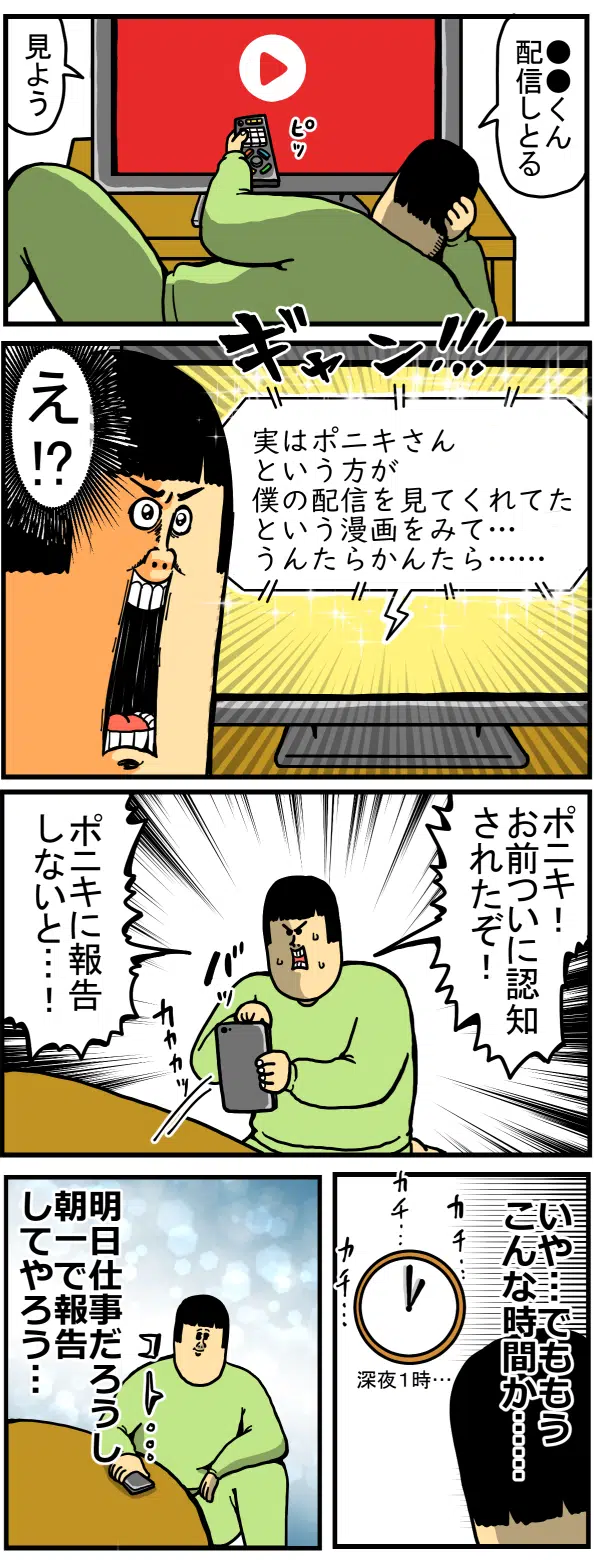 ●●くん
配信しとる
ピッ
見よう
ギャン!!!
え!?
実はポニキさん
という方が
僕の配信を見てくれてた
という漫画をみて…
うんたらかんたら……
ポニキ！
お前ついに認知
されたぞ！
バッ
カカカッ
ポニキに報告
しないと…！
いや…でももう
こんな時間か……
カチ…
カチ…
カチ…
深夜1時…
明日仕事だろうし
朝一で報告
してやろう…
コト…